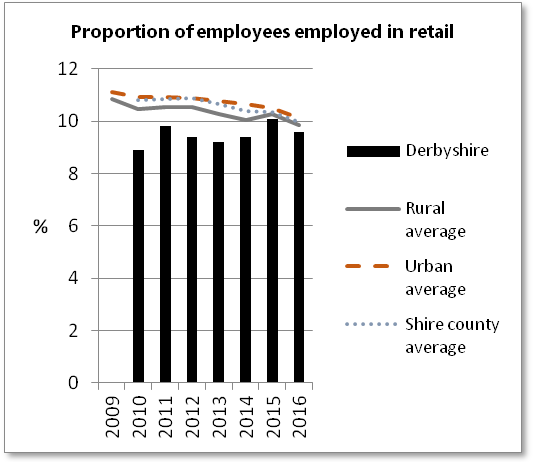 Proportion of employees employed in retail
12
10
8
6
4
2
0
%
2009
2010
2011
2012
2013
2014
2015
2016
Derbyshire
Rural
average
Urban
average
Shire county
average